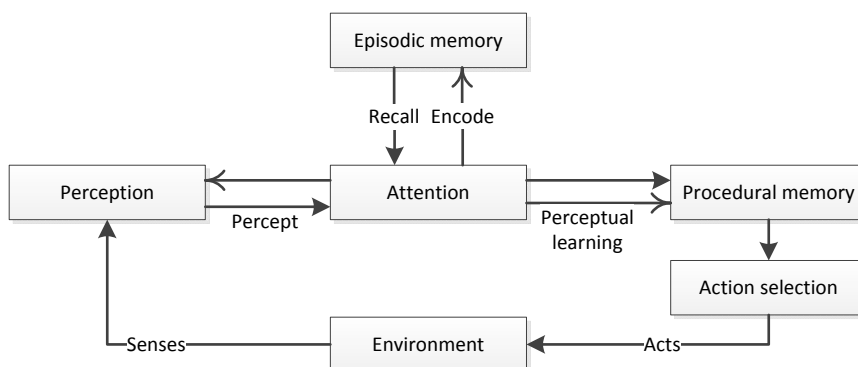 Episodic memory
Recall Encode
Perception
Attention
Procedural memory
Percept
Perceptual
learning
Action selection
Senses
Environment
Acts